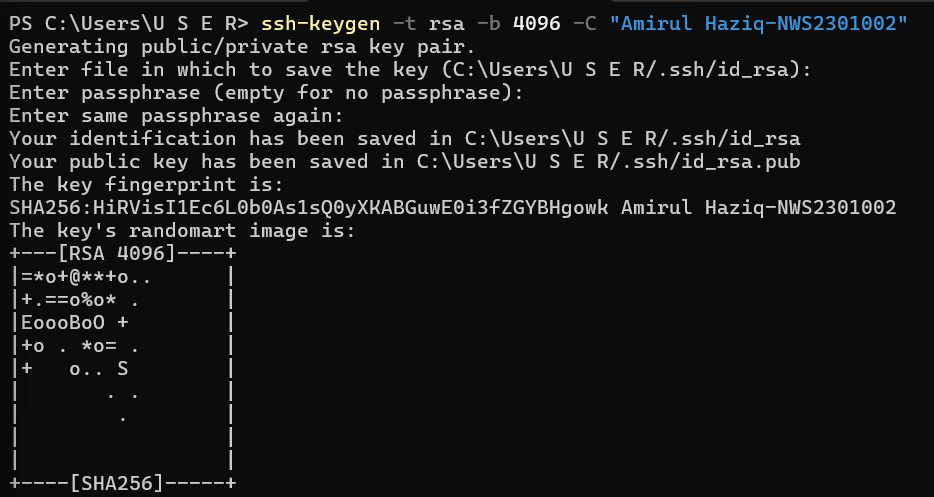 PS C:\Users\U S E R> ssh-keygen -t rsa -b 4096 -C "Amirul Haziq-NWS2301002"
Generating public/private rsa key pair.
Enter file in which to save the key (C:\Users\U S E R/.ssh/id_rsa):
Enter passphrase (empty for no passphrase):
Enter same passphrase again:
Your identification has been saved in C:\Users\U S E R/.ssh/id_rsa
Your public key has been saved in C:\Users\U S E R/.ssh/id_rsa.pub
The key fingerprint is:
SHA256:HiRVisI1Ec6L0b0As1sQ0yXKABGuwE0i3fZGYBHgowk Amirul Haziq-NWS2301002
The key's randomart image is:
+---[RSA 4096]----+
|=*o+@**+o..      |
|+.==o%o* .       |
|EoooBoO +        |
|+o . *o= .       |
|+   o.. S        |
|       . .       |
|        .        |
|                 |
|                 |
+----[SHA256]-----+